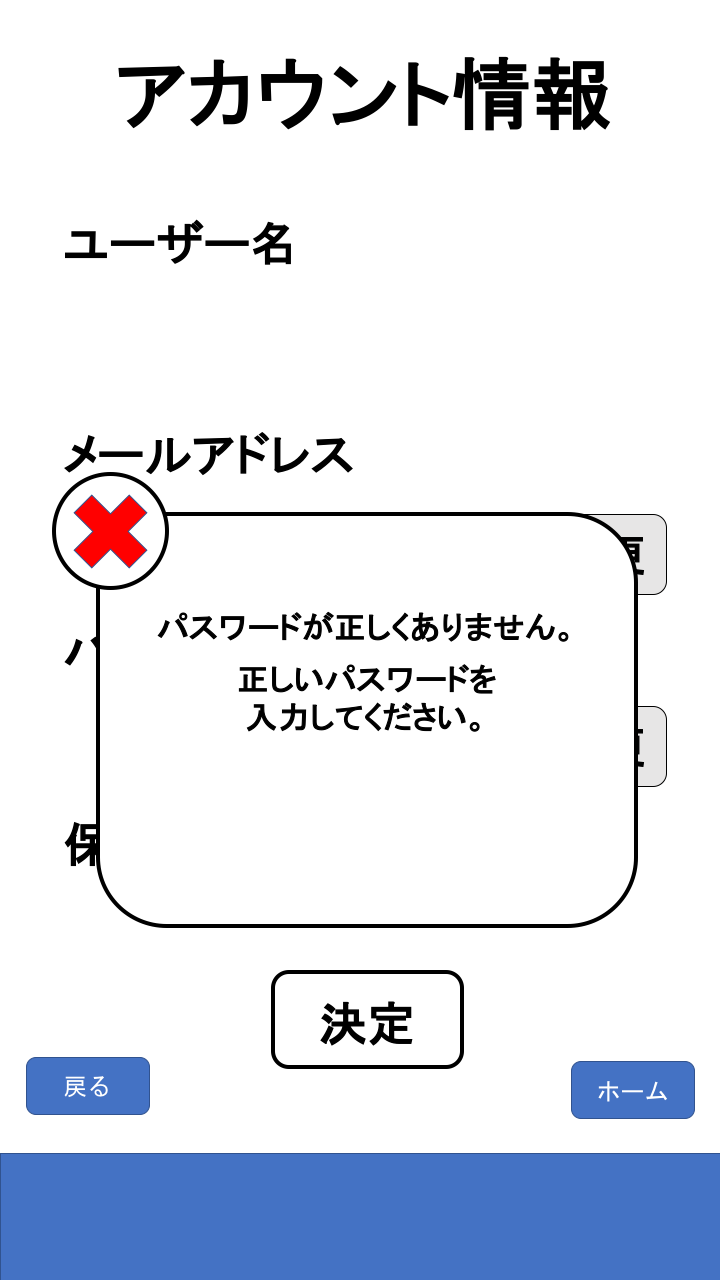 アカウント情報
ユーザー名
メールアドレス
パスワードが正しくありません。
正しいパスワードを
入力してください。
決定
戻る
ホーム